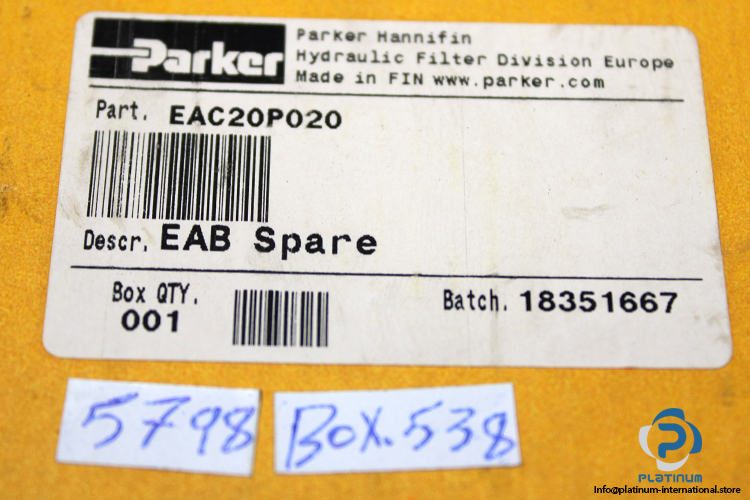 Parker
Parker Hannifin
Hydraulic Filter Division Europe
Made in FIN www.parker.com
Part. EAC20P020
Descr. EAB Spare
Box QTY.
001
Batch. 18351667
5798
Box.538
PLATINUM
Info@platinum-international.store